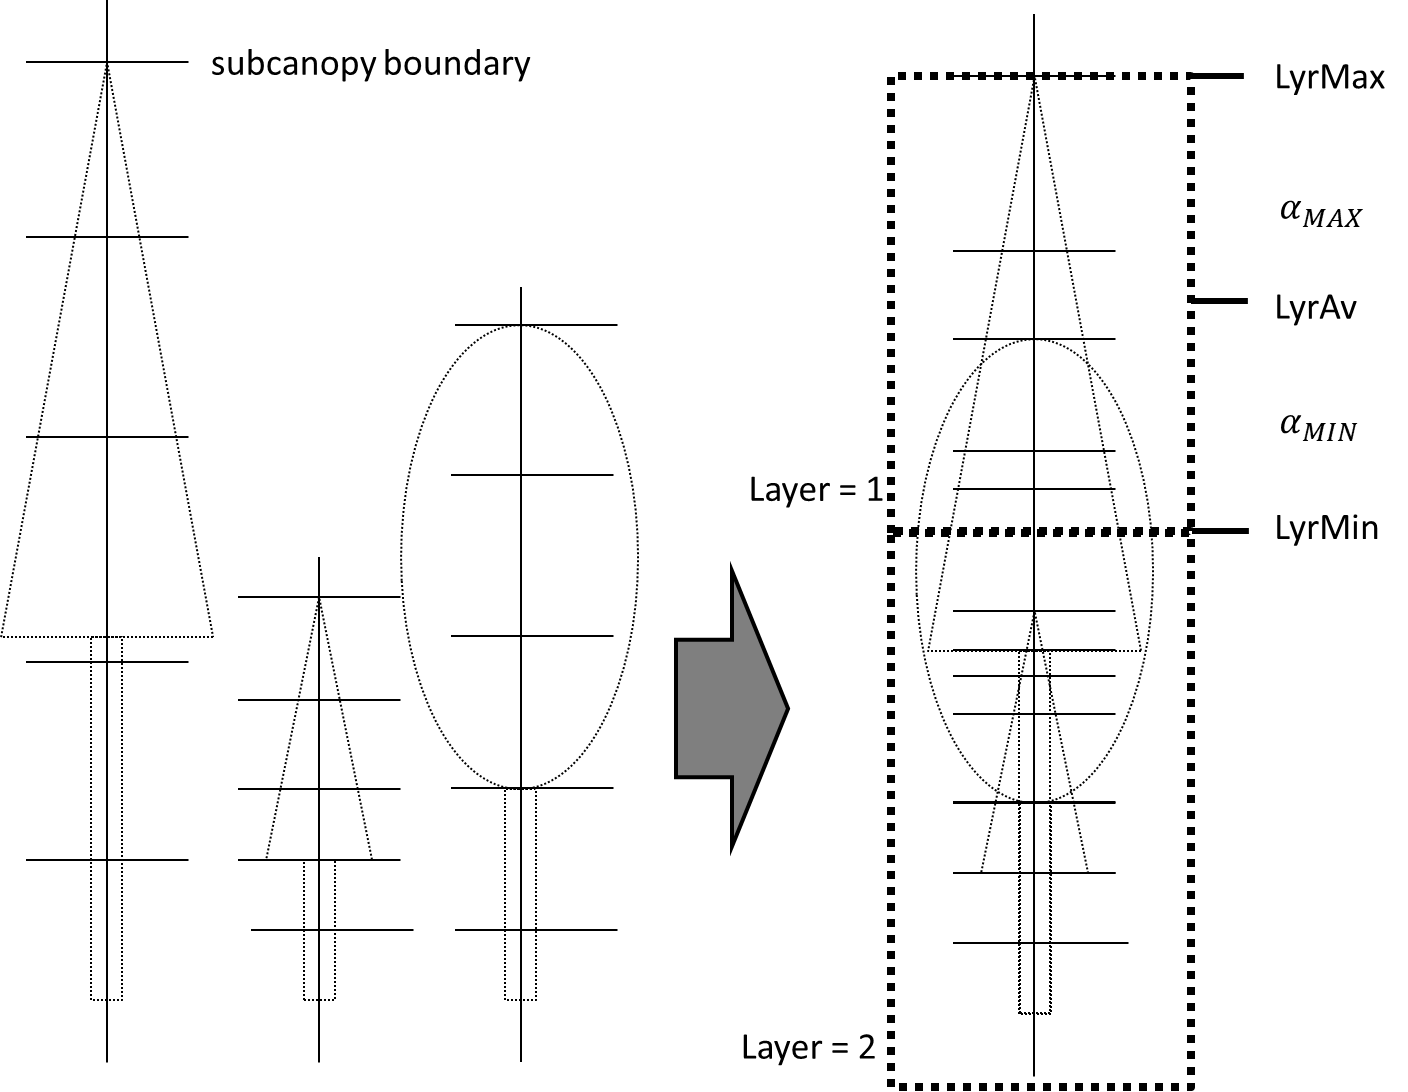 subcanopy boundary
LyrMax
α_MAX
LyrAv
α_MIN
Layer = 1
LyrMin
Layer = 2